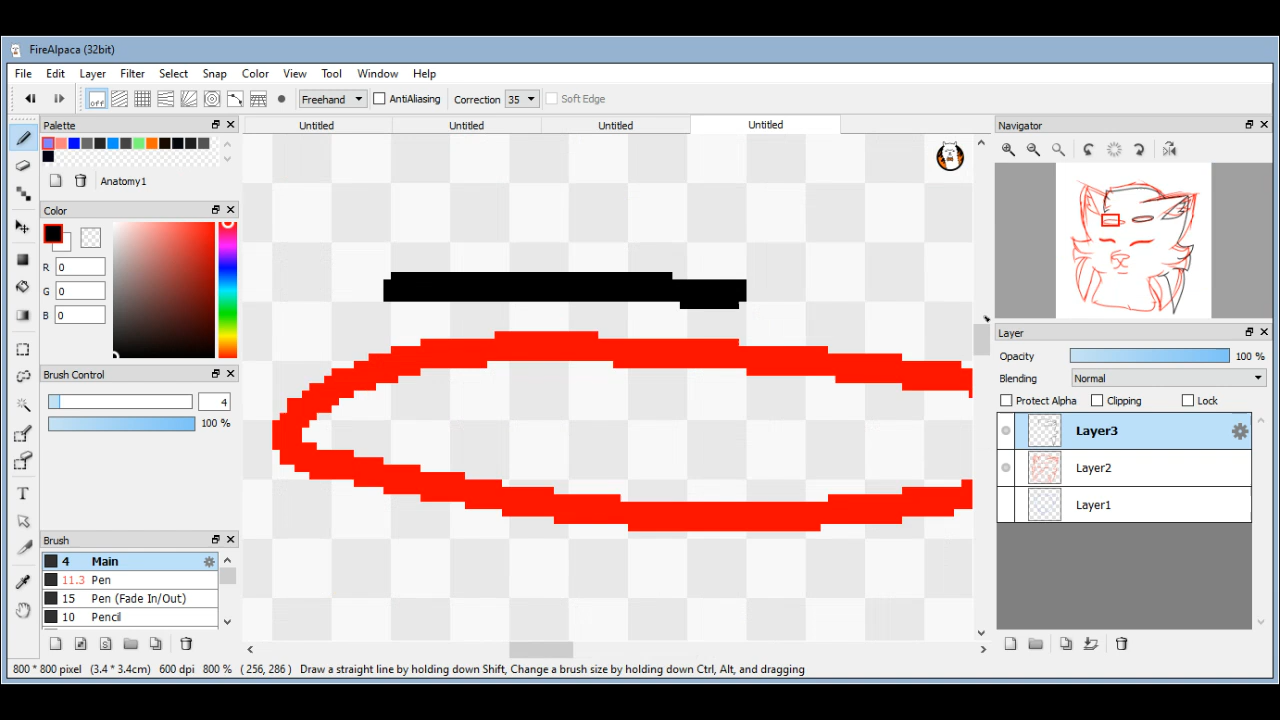 FireAlpaca (32bit)
File Edit Layer Filter Select Snap Color View Tool Window Help
off Freehand AntiAliasing Correction 35 Soft Edge
Palette
Anatomy1
Color
R 0
G 0
B 0
Brush Control
4
100 %
Brush
4 Main
11.3 Pen
15 Pen (Fade In/Out)
10 Pencil
Untitled Untitled Untitled Untitled
Navigator
Layer
Opacity 100 %
Blending Normal
Protect Alpha Clipping Lock
Layer3
Layer2
Layer1
800 * 800 pixel (3.4 * 3.4cm) 600 dpi 800 % ( 256, 286 ) Draw a straight line by holding down Shift, Change a brush size by holding down Ctrl, Alt, and dragging